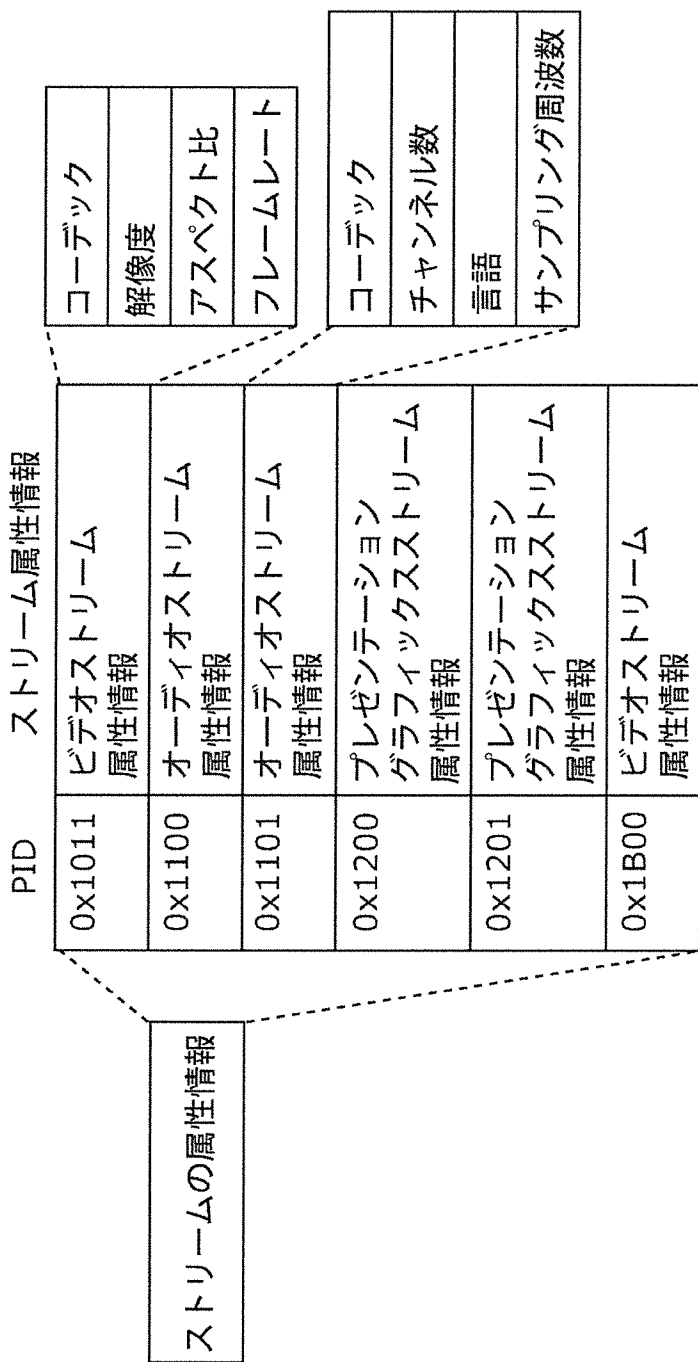 ストリームの属性情報
PID
ストリーム属性情報
0x1011
ビデオストリーム
属性情報
0x1100
オーディオストリーム
属性情報
0x1101
オーディオストリーム
属性情報
0x1200
プレゼンテーション
グラフィックスストリーム
属性情報
0x1201
プレゼンテーション
グラフィックスストリーム
属性情報
0x1B00
ビデオストリーム
属性情報
コーデック
解像度
アスペクト比
フレームレート
コーデック
チャンネル数
言語
サンプリング周波数